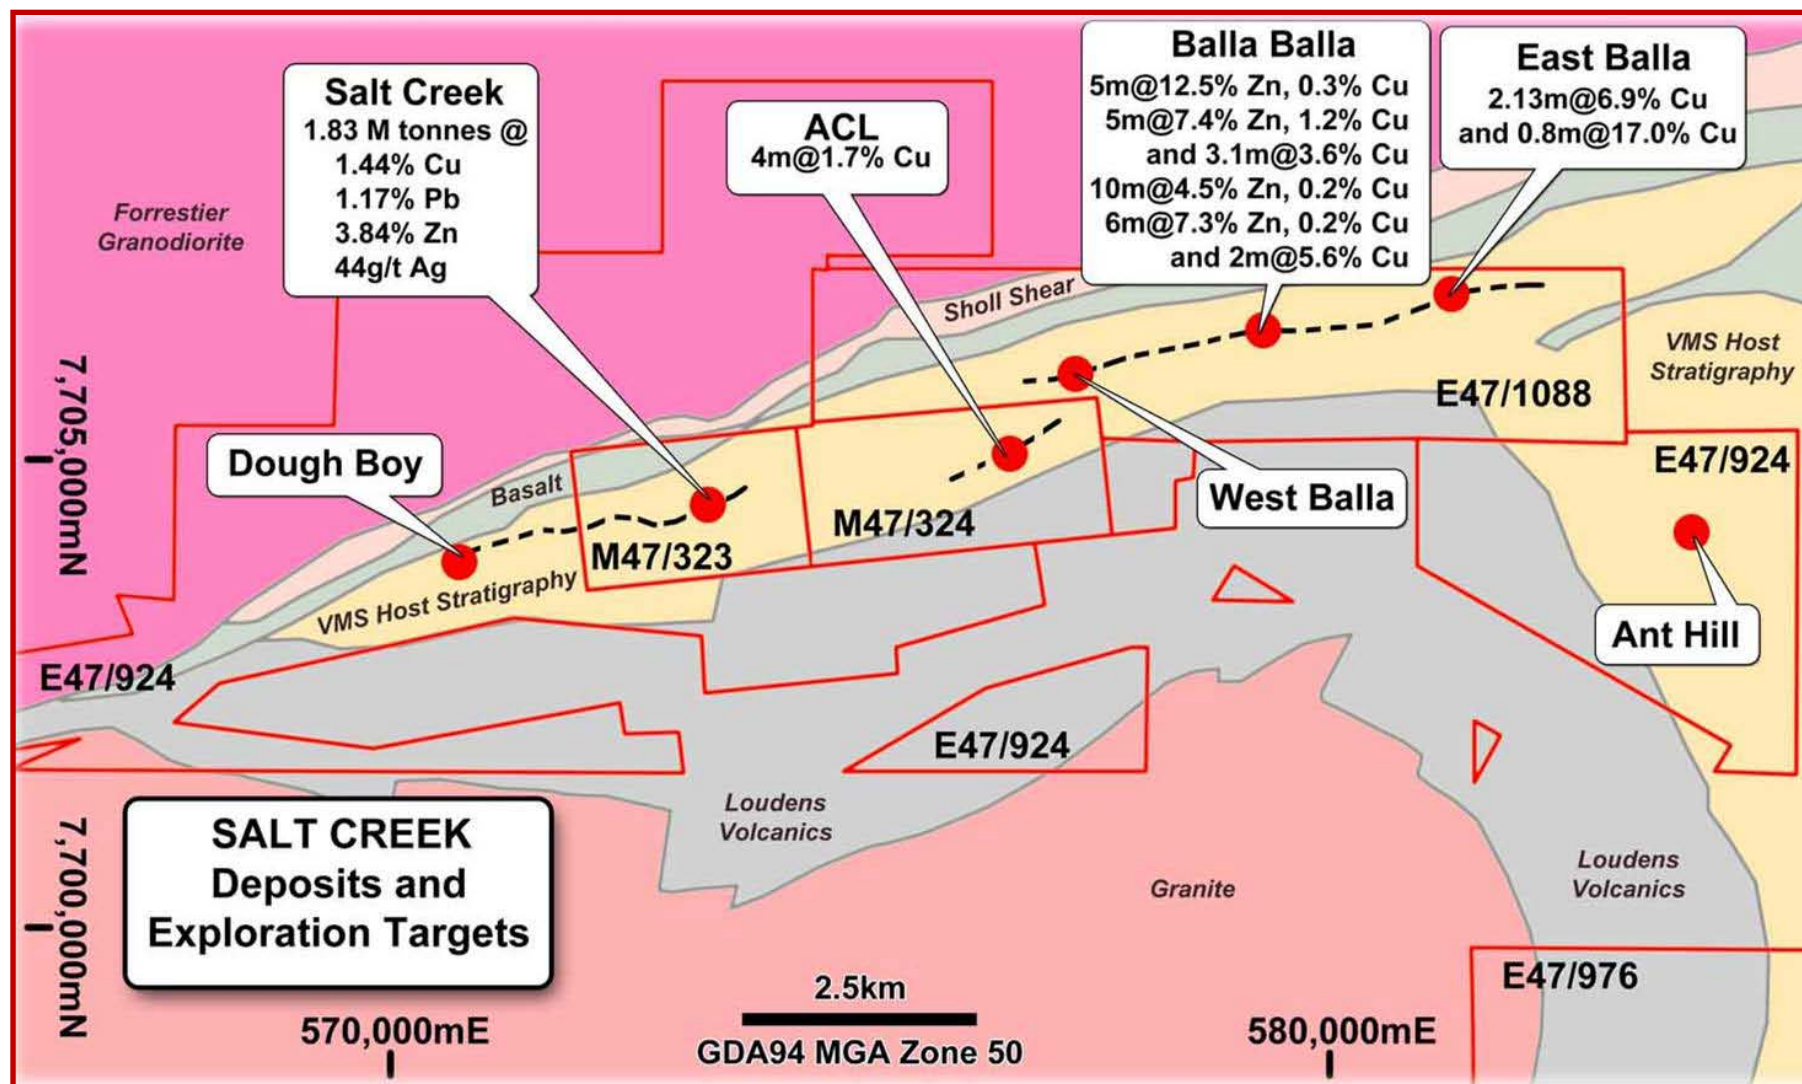 Balla Balla
5m@12.5% Zn, 0.3% Cu
5m@7.4% Zn, 1.2% Cu
and 3.1m@3.6% Cu
10m@4.5% Zn, 0.2% Cu
6m@7.3% Zn, 0.2% Cu
and 2m@5.6% Cu
East Balla
2.13m@6.9% Cu
and 0.8m@17.0% Cu
Salt Creek
1.83 M tonnes @
1.44% Cu
1.17% Pb
3.84% Zn
44g/t Ag
ACL
4m@1.7% Cu
Forrestier
Granodiorite
Sholl Shear
VMS Host
Stratigraphy
E47/1088
7,705,000mN
Dough Boy
Basalt
E47/924
West Balla
M47/324
M47/323
VMS Host Stratigraphy
Ant Hill
E47/924
E47/924
Loudens
Volcanics
Granite
Loudens
Volcanics
7,700,000mN
SALT CREEK
Deposits and
Exploration Targets
E47/976
2.5km
570,000mE
580,000mE
GDA94 MGA Zone 50